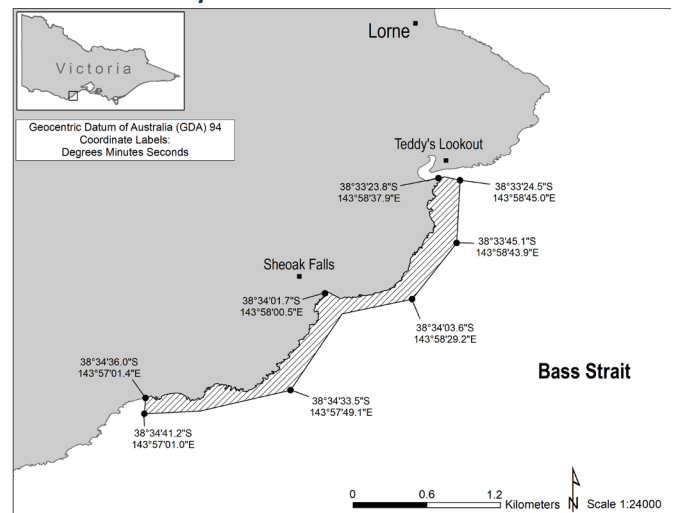 Lorne
Victoria
Geocentric Datum of Australia (GDA) 94
Coordinate Labels:
Degrees Minutes Seconds
Teddy's Lookout
38°33'23.8"S
143°58'37.9"E
38°33'24.5"S
143°58'45.0"E
38°33'45.1"S
143°58'43.9"E
Sheoak Falls
38°34'01.7"S
143°58'00.5"E
38°34'03.6"S
143°58'29.2"E
38°34'36.0"S
143°57'01.4"E
Bass Strait
38°34'33.5"S
143°57'49.1"E
38°34'41.2"S
143°57'01.0"E
0 0.6 1.2
Kilometers N Scale 1:24000